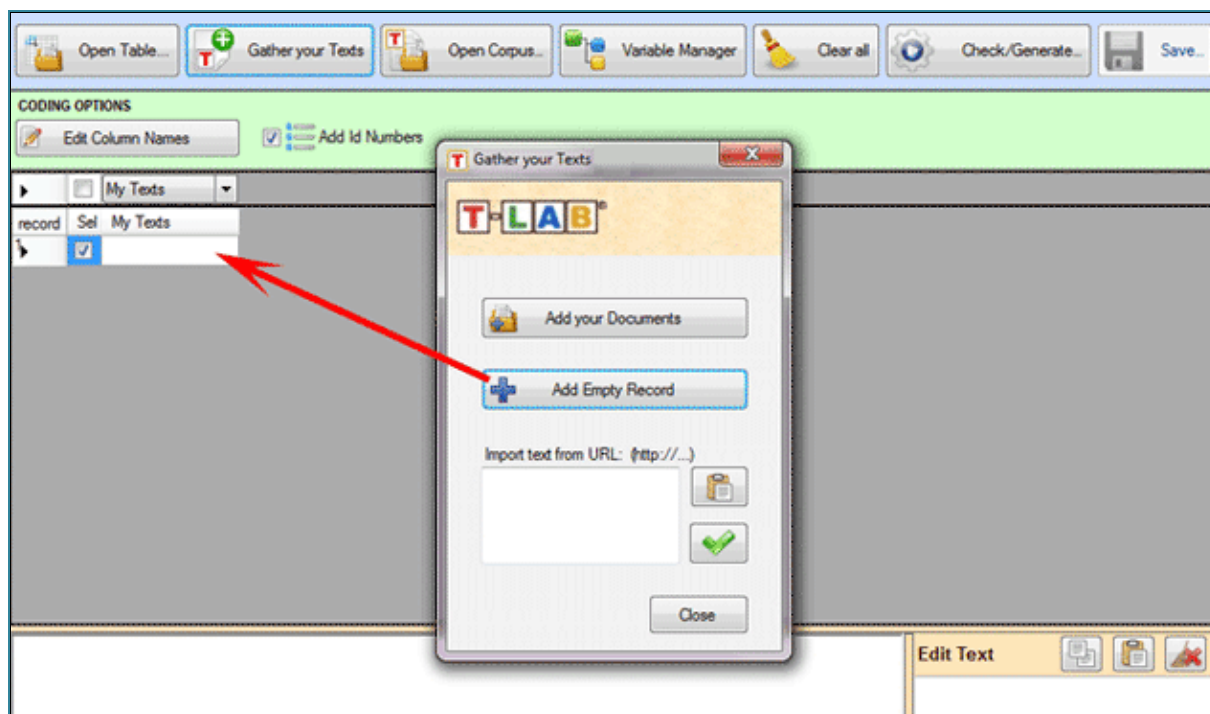 Open Table... Gather your Texts Open Corpus... Variable Manager Clear all Check/Generate... Save...
CODING OPTIONS
Edit Column Names Add Id Numbers
My Texts
record Sel My Texts
Gather your Texts
T-LAB®
Add your Documents
Add Empty Record
Import text from URL: (http://...)
Close
Edit Text